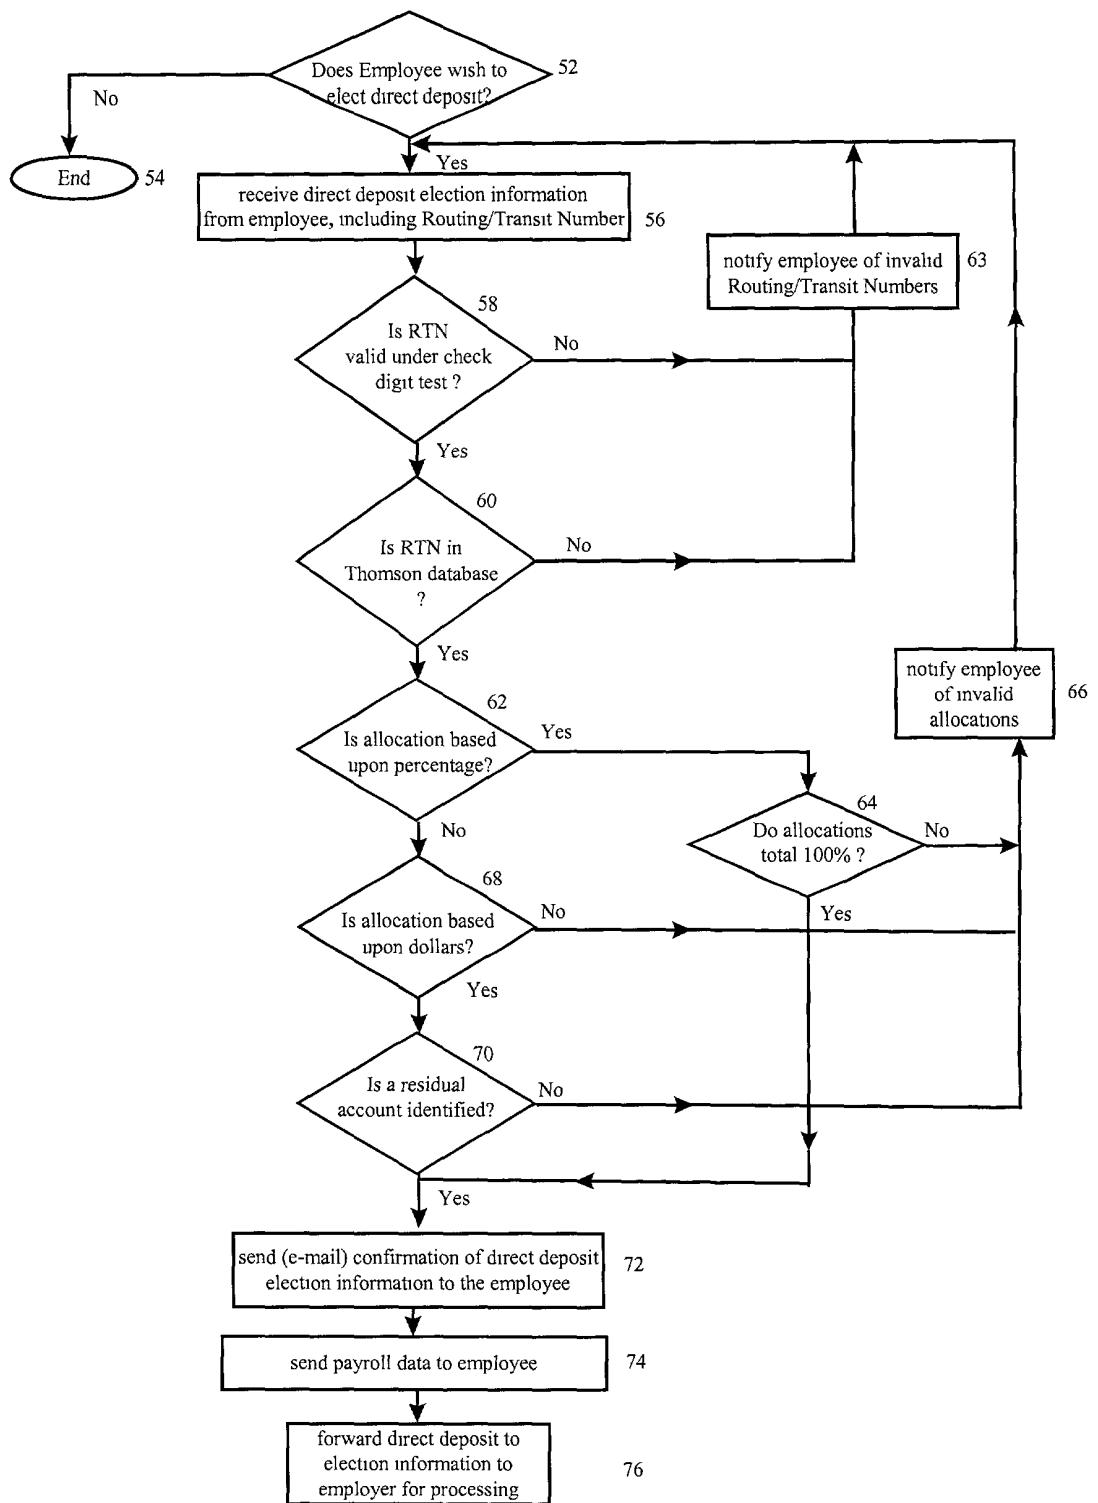 Does Employee wish to
elect direct deposit?
52
No
End
54
Yes
receive direct deposit election information
from employee, including Routing/Transit Number
56
notify employee of invalid
Routing/Transit Numbers
63
58
Is RTN
valid under check
digit test ?
No
Yes
60
Is RTN in
Thomson database
?
No
Yes
notify employee
of invalid
allocations
66
62
Is allocation based
upon percentage?
Yes
No
64
Do allocations
total 100% ?
No
Yes
68
Is allocation based
upon dollars?
No
Yes
70
Is a residual
account identified?
No
Yes
send (e-mail) confirmation of direct deposit
election information to the employee
72
send payroll data to employee
74
forward direct deposit to
election information to
employer for processing
76